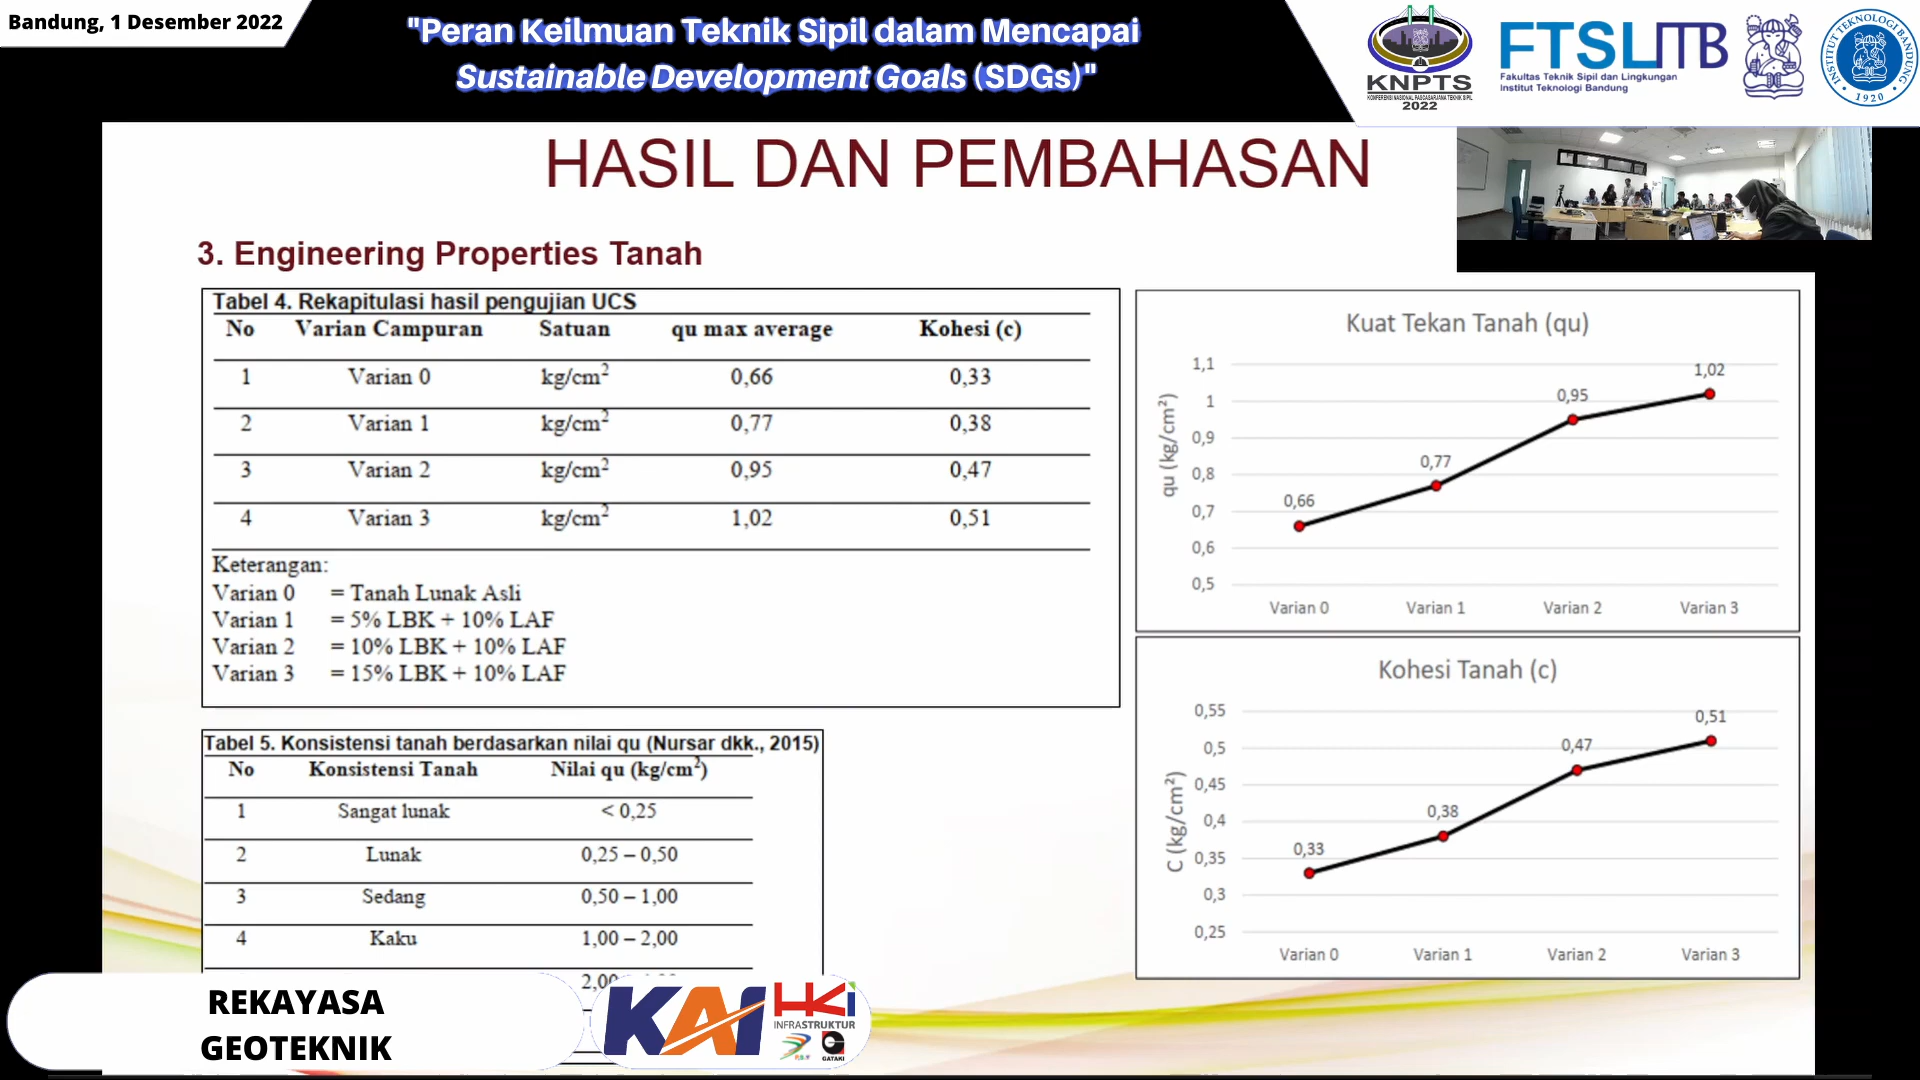 Bandung, 1 Desember 2022
"Peran Keilmuan Teknik Sipil dalam Mencapai
Sustainable Development Goals (SDGs)"
KNPTS
KONFERENSI NASIONAL PASCASARJANA TEKNIK SIPIL
2022
FTSL ITB
Fakultas Teknik Sipil dan Lingkungan
Institut Teknologi Bandung
INSTITUT TEKNOLOGI BANDUNG
1920
HASIL DAN PEMBAHASAN
3. Engineering Properties Tanah
Tabel 4. Rekapitulasi hasil pengujian UCS
No Varian Campuran Satuan qu max average Kohesi (c)
1 Varian 0 kg/cm² 0,66 0,33
2 Varian 1 kg/cm² 0,77 0,38
3 Varian 2 kg/cm² 0,95 0,47
4 Varian 3 kg/cm² 1,02 0,51
Keterangan:
Varian 0 = Tanah Lunak Asli
Varian 1 = 5% LBK + 10% LAF
Varian 2 = 10% LBK + 10% LAF
Varian 3 = 15% LBK + 10% LAF
Tabel 5. Konsistensi tanah berdasarkan nilai qu (Nursar dkk., 2015)
No Konsistensi Tanah Nilai qu (kg/cm²)
1 Sangat lunak < 0,25
2 Lunak 0,25 – 0,50
3 Sedang 0,50 – 1,00
4 Kaku 1,00 – 2,00
Kuat Tekan Tanah (qu)
qu (kg/cm²)
1,1
1
0,9
0,8
0,7
0,6
0,5
0,66
0,77
0,95
1,02
Varian 0 Varian 1 Varian 2 Varian 3
Kohesi Tanah (c)
C (kg/cm²)
0,55
0,5
0,45
0,4
0,35
0,3
0,25
0,33
0,38
0,47
0,51
Varian 0 Varian 1 Varian 2 Varian 3
REKAYASA
GEOTEKNIK
KAI
HKi
INFRASTRUKTUR
GATAKI